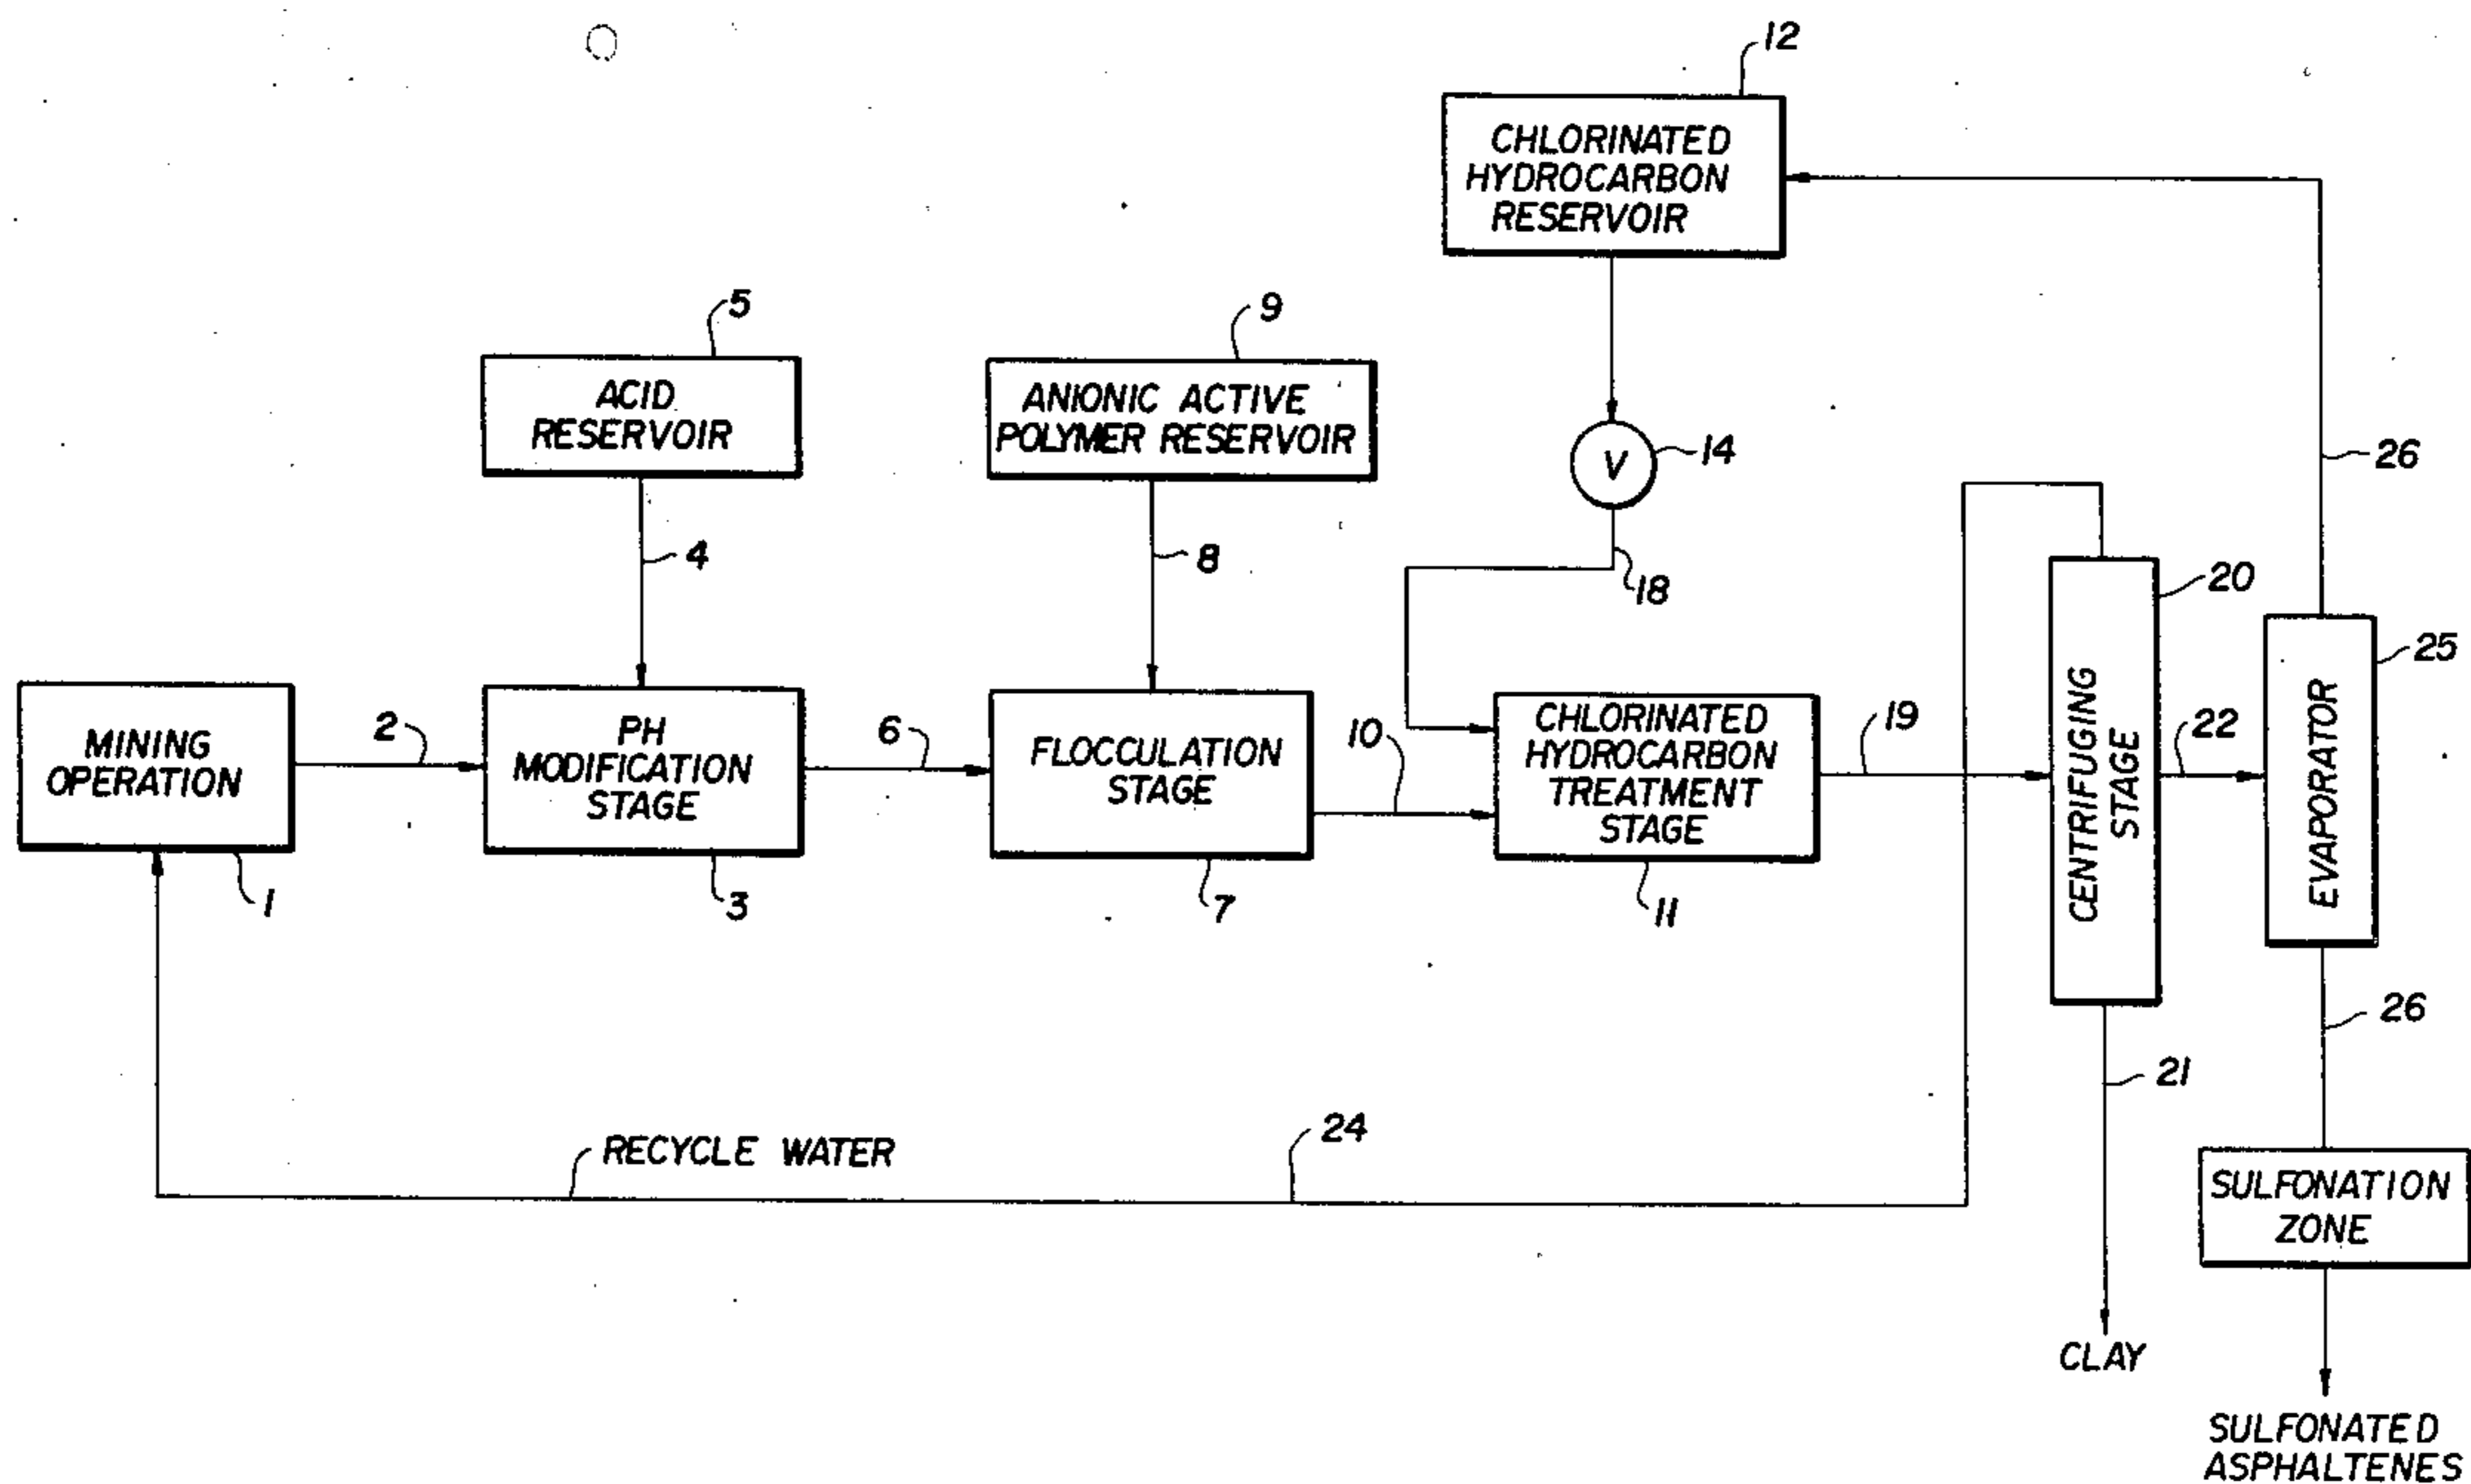 12
CHLORINATED
HYDROCARBON
RESERVOIR
5
9
ACID
RESERVOIR
ANIONIC ACTIVE
POLYMER RESERVOIR
V
14
26
4
8
18
20
25
MINING
OPERATION
2
PH
MODIFICATION
STAGE
6
FLOCCULATION
STAGE
10
CHLORINATED
HYDROCARBON
TREATMENT
STAGE
19
CENTRIFUGING
STAGE
22
EVAPORATOR
1
3
7
11
26
21
RECYCLE WATER
24
SULFONATION
ZONE
CLAY
SULFONATED
ASPHALTENES